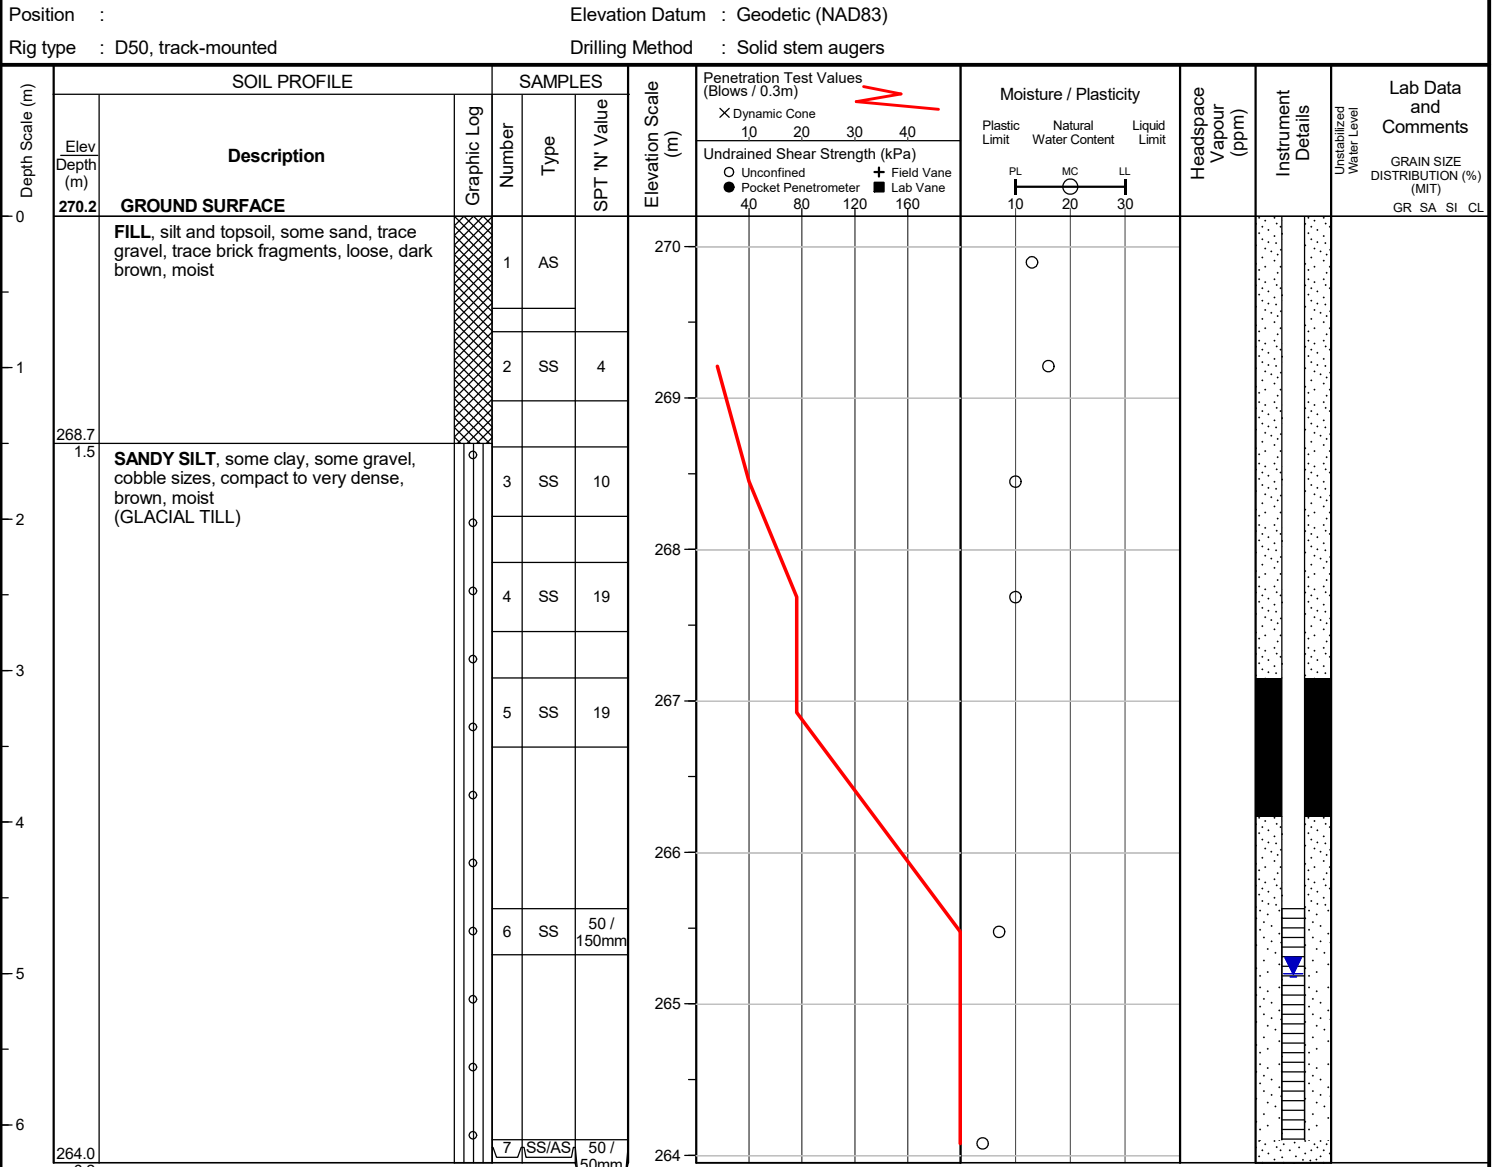 Position :
Elevation Datum : Geodetic (NAD83)
Rig type : D50, track-mounted
Drilling Method : Solid stem augers
Depth Scale (m)
SOIL PROFILE
Elev
Depth
(m)
Description
Graphic Log
270.2 GROUND SURFACE
SAMPLES
Number
Type
SPT 'N' Value
Elevation Scale
(m)
Penetration Test Values
(Blows / 0.3m)
Dynamic Cone
10 20 30 40
Undrained Shear Strength (kPa)
Unconfined
Field Vane
Pocket Penetrometer
Lab Vane
40 80 120 160
Moisture / Plasticity
Plastic
Limit
Natural
Water Content
Liquid
Limit
PL MC LL
10 20 30
Headspace
Vapour
(ppm)
Instrument
Details
Unstabilized
Water Level
Lab Data
and
Comments
GRAIN SIZE
DISTRIBUTION (%)
(MIT)
GR SA SI CL
0
1
2
3
4
5
6
FILL, silt and topsoil, some sand, trace
gravel, trace brick fragments, loose, dark
brown, moist
268.7
1.5
SANDY SILT, some clay, some gravel,
cobble sizes, compact to very dense,
brown, moist
(GLACIAL TILL)
264.0
1 AS
2 SS 4
3 SS 10
4 SS 19
5 SS 19
6 SS 50 /
150mm
7 SS/AS 50 /
50mm
270
269
268
267
266
265
264